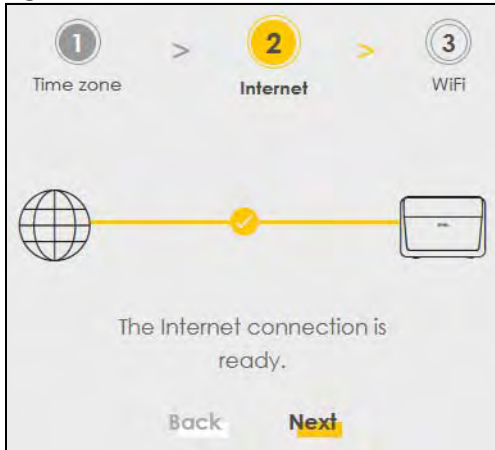 1 > 2 > 3
Time zone Internet WiFi
The Internet connection is
ready.
Back Next